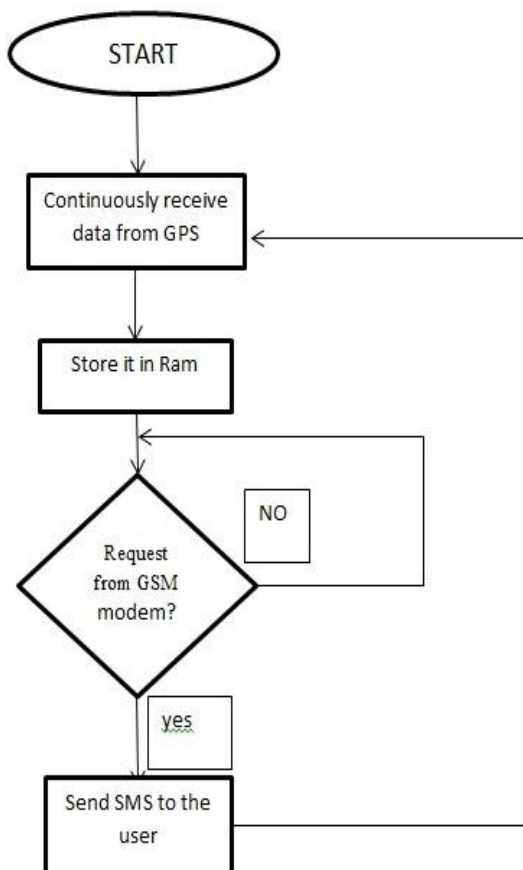 START
Continuously receive
data from GPS
Store it in Ram
NO
Request
from GSM
modem?
yes
Send SMS to the
user